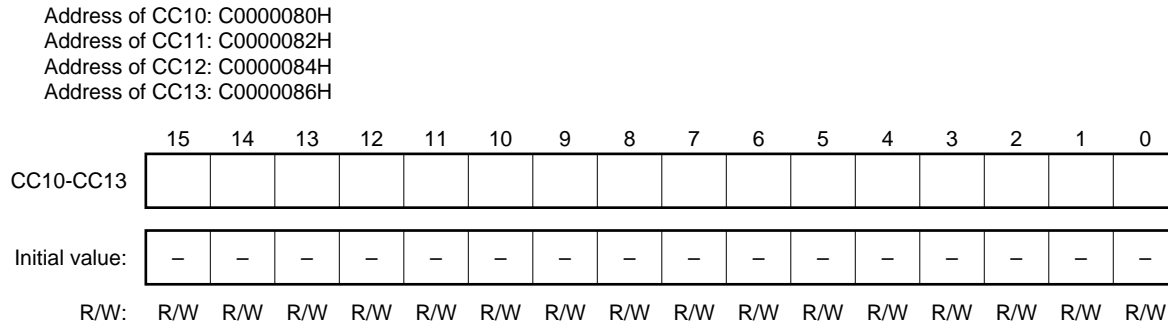 Address of CC10: C0000080H
Address of CC11: C0000082H
Address of CC12: C0000084H
Address of CC13: C0000086H
15 14 13 12 11 10 9 8 7 6 5 4 3 2 1 0
CC10-CC13
Initial value: – – – – – – – – – – – – – – – –
R/W: R/W R/W R/W R/W R/W R/W R/W R/W R/W R/W R/W R/W R/W R/W R/W R/W